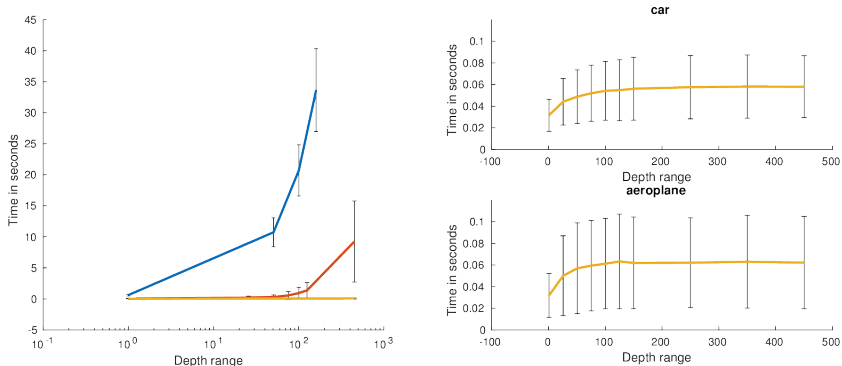 45
40
35
30
25
20
15
10
5
0
-5
Time in seconds
10^-1 10^0 10^1 10^2 10^3
Depth range
car
0.1
0.08
0.06
0.04
0.02
0
Time in seconds
-100 0 100 200 300 400 500
Depth range
aeroplane
0.1
0.08
0.06
0.04
0.02
0
Time in seconds
-100 0 100 200 300 400 500
Depth range